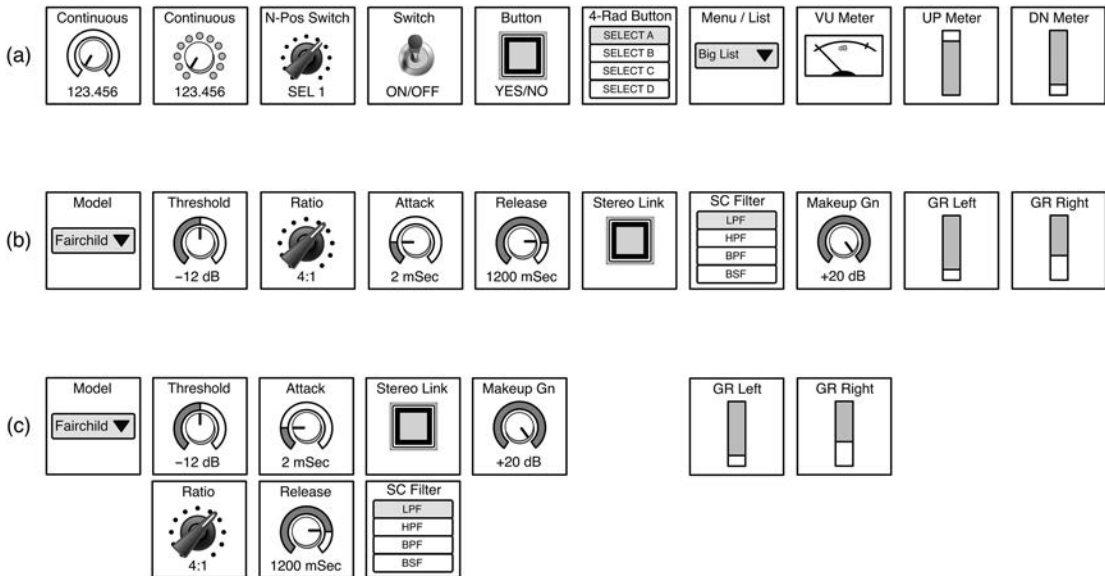 (a)
Continuous
123.456
Continuous
123.456
N-Pos Switch
SEL 1
Switch
ON/OFF
Button
YES/NO
4-Rad Button
SELECT A
SELECT B
SELECT C
SELECT D
Menu / List
Big List
VU Meter
dB
UP Meter
DN Meter
(b)
Model
Fairchild
Threshold
−12 dB
Ratio
4:1
Attack
2 mSec
Release
1200 mSec
Stereo Link
SC Filter
LPF
HPF
BPF
BSF
Makeup Gn
+20 dB
GR Left
GR Right
(c)
Model
Fairchild
Threshold
−12 dB
Attack
2 mSec
Stereo Link
Makeup Gn
+20 dB
GR Left
GR Right
Ratio
4:1
Release
1200 mSec
SC Filter
LPF
HPF
BPF
BSF